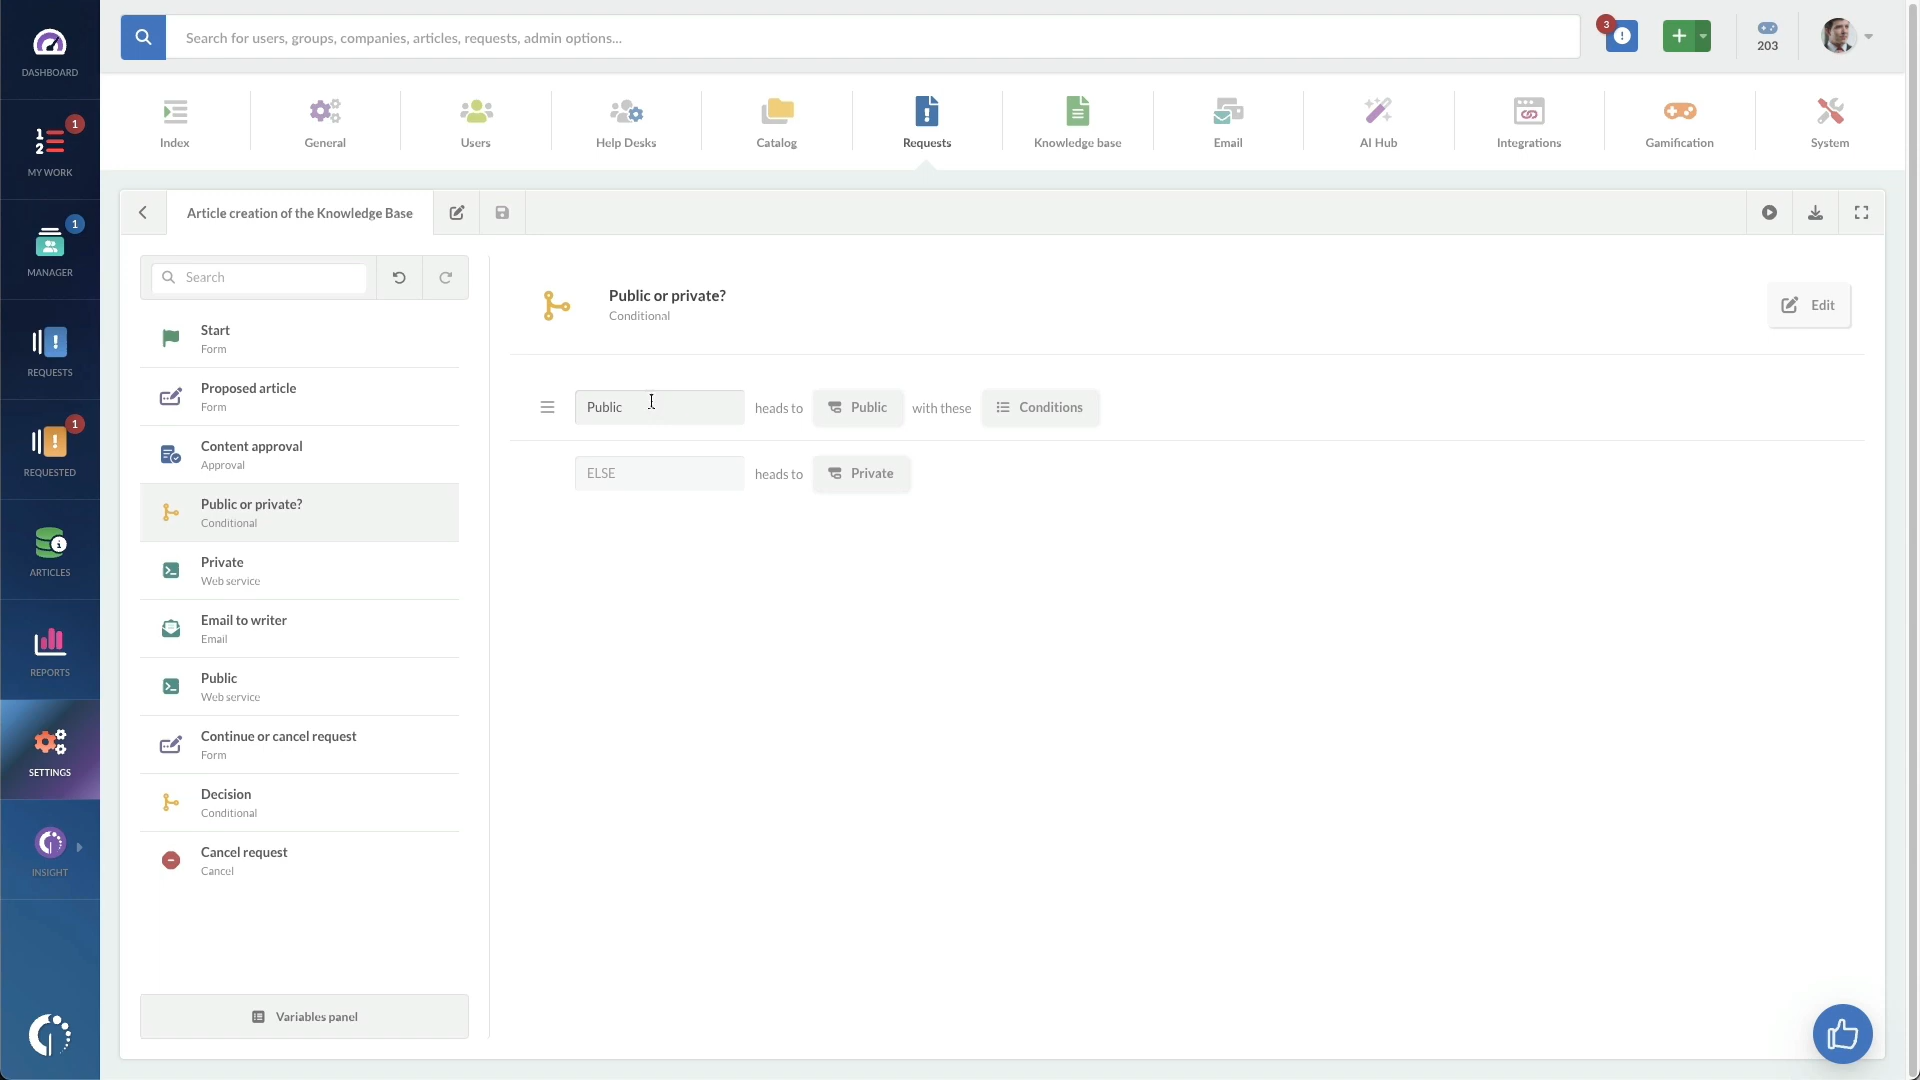 Search for users, groups, companies, articles, requests, admin options...
3
203
DASHBOARD
1
MY WORK
1
MANAGER
REQUESTS
1
REQUESTED
ARTICLES
REPORTS
SETTINGS
INSIGHT
Index
General
Users
Help Desks
Catalog
Requests
Knowledge base
Email
AI Hub
Integrations
Gamification
System
Article creation of the Knowledge Base
Search
Start
Form
Proposed article
Form
Content approval
Approval
Public or private?
Conditional
Private
Web service
Email to writer
Email
Public
Web service
Continue or cancel request
Form
Decision
Conditional
Cancel request
Cancel
Variables panel
Public or private?
Conditional
Edit
Public heads to Public with these Conditions
ELSE heads to Private